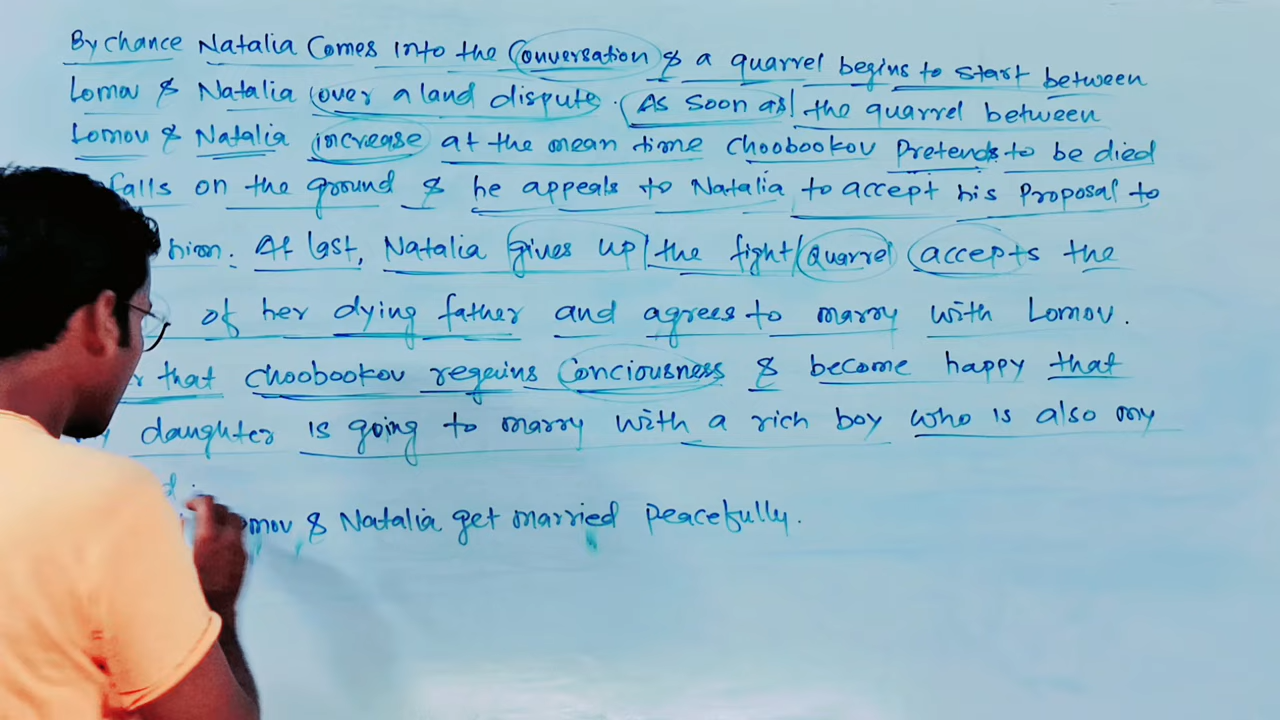 By chance Natalia Comes into the Conversation & a quarrel begins to start between
Lomov & Natalia over a land dispute. As soon as the quarrel between
Lomov & Natalia increase at the mean time choobookov Pretends to be died
falls on the ground & he appeals to Natalia to accept his Proposal to
him. At last, Natalia gives up the fight/quarrel accepts the
of her dying father and agrees to marry with Lomov.
that choobookov regains Conciousness & become happy that
daughter is going to marry with a rich boy who is also my
Lomov & Natalia get married peacefully.